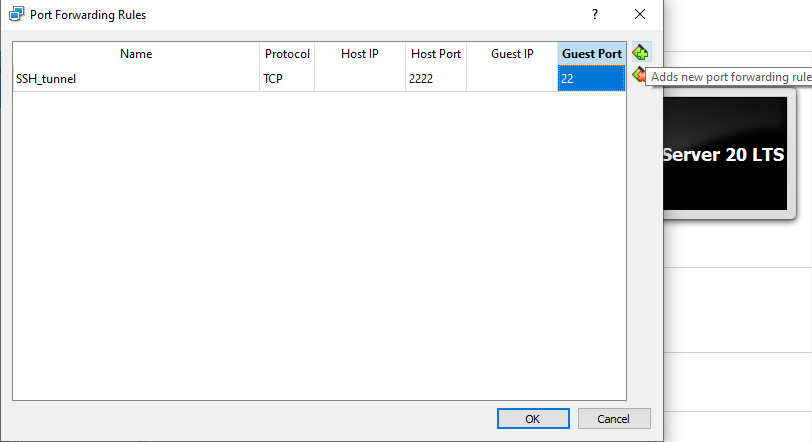 Port Forwarding Rules
?
Name Protocol Host IP Host Port Guest IP Guest Port
SSH_tunnel TCP 2222 22
Adds new port forwarding rule
Server 20 LTS
OK Cancel